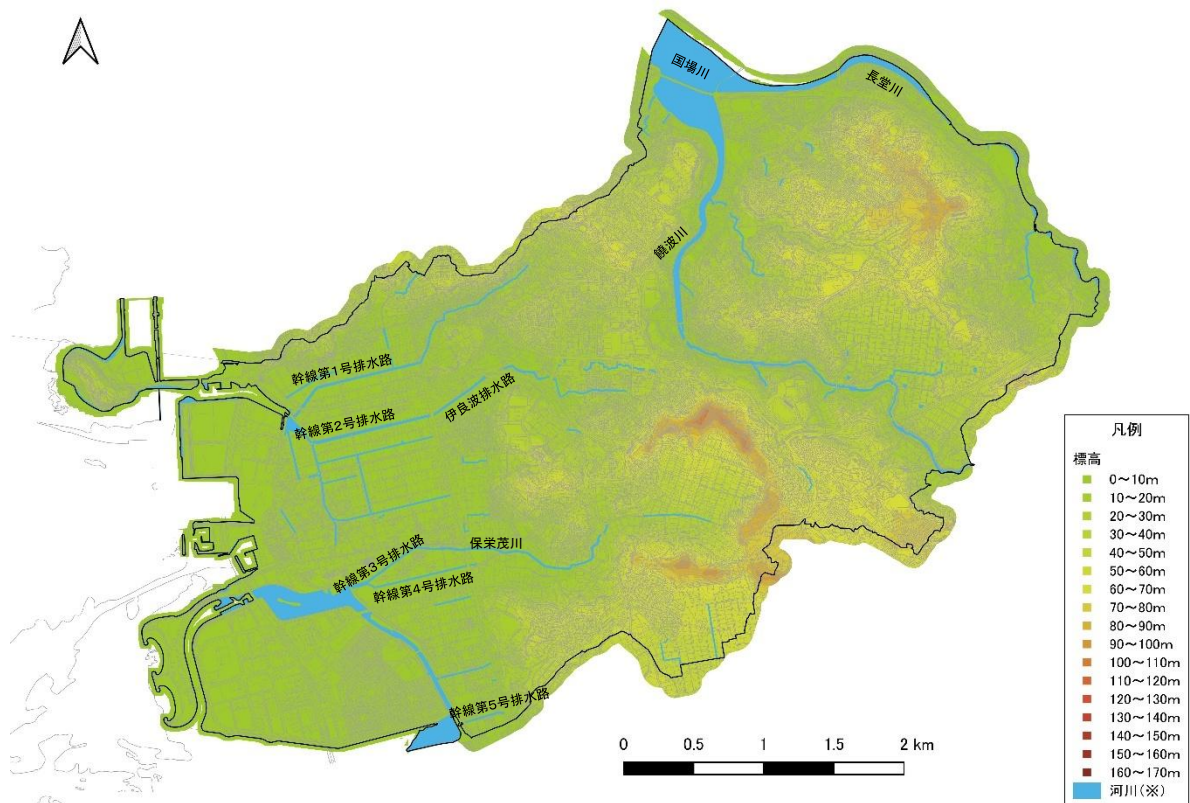 国場川
長堂川
饒波川
幹線第1号排水路
伊良波排水路
幹線第2号排水路
保栄茂川
幹線第3号排水路
幹線第4号排水路
幹線第5号排水路
0 0.5 1 1.5 2 km
凡例
標高
0～10m
10～20m
20～30m
30～40m
40～50m
50～60m
60～70m
70～80m
80～90m
90～100m
100～110m
110～120m
120～130m
130～140m
140～150m
150～160m
160～170m
河川(※)